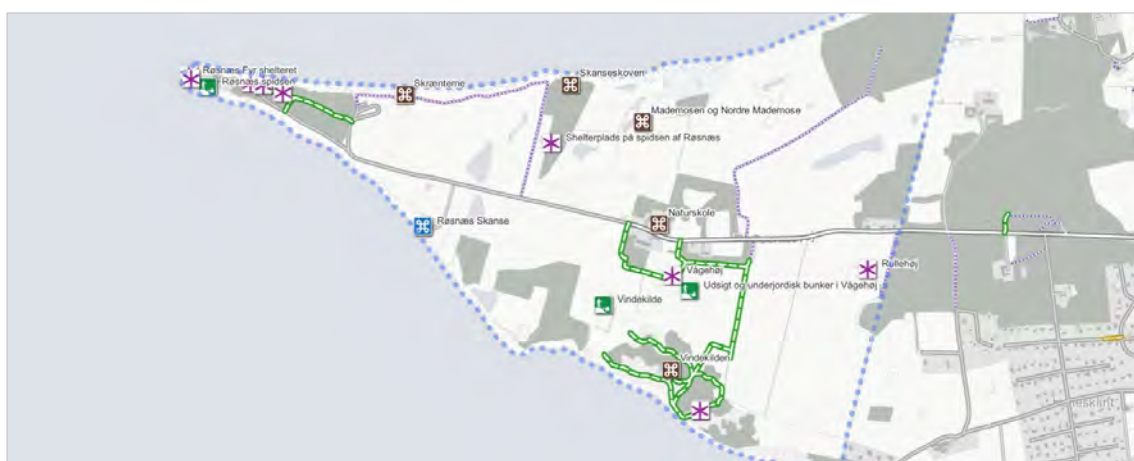 Røsnæs Fyr shelteret
Røsnæs spidsen
Skrænterne
Skanseskoven
Mademosen og Nordre Mademose
Shelterplads på spidsen af Røsnæs
Røsnæs Skanse
Naturskole
Vågehøj
Rullehøj
Udsigt og underjordisk bunker i Vågehøj
Vindekilde
Vindekilden